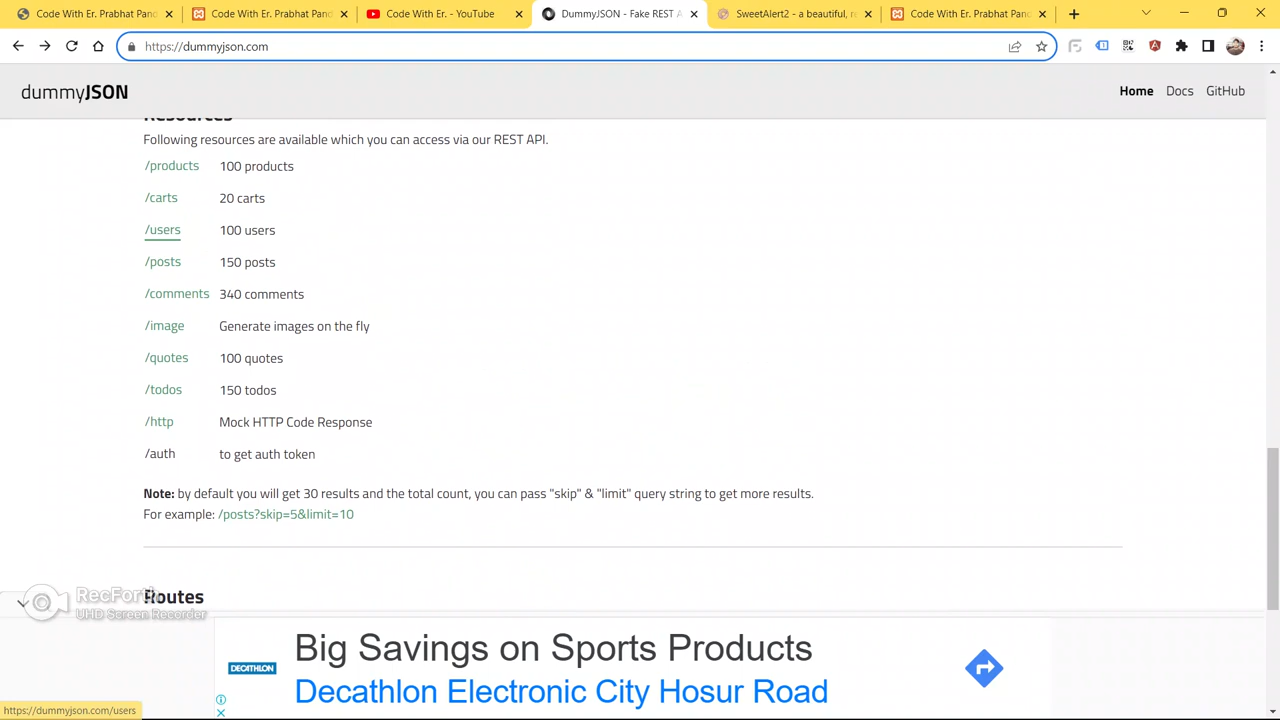 Code With Er. Prabhat Pand
Code With Er. Prabhat Pand
Code With Er. - YouTube
DummyJSON - Fake REST A
SweetAlert2 - a beautiful, re
Code With Er. Prabhat Pand
https://dummyjson.com
dummyJSON
Home Docs GitHub
Resources
Following resources are available which you can access via our REST API.
/products 100 products
/carts 20 carts
/users 100 users
/posts 150 posts
/comments 340 comments
/image Generate images on the fly
/quotes 100 quotes
/todos 150 todos
/http Mock HTTP Code Response
/auth to get auth token
Note: by default you will get 30 results and the total count, you can pass "skip" & "limit" query string to get more results.
For example: /posts?skip=5&limit=10
RecForth
UHD Screen Recorder
Routes
Big Savings on Sports Products
DECATHLON
Decathlon Electronic City Hosur Road
https://dummyjson.com/users